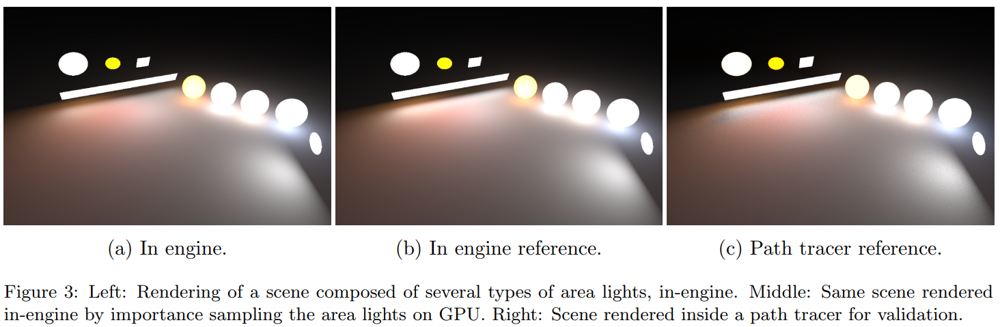 (a) In engine.
(b) In engine reference.
(c) Path tracer reference.
Figure 3: Left: Rendering of a scene composed of several types of area lights, in-engine. Middle: Same scene rendered
in-engine by importance sampling the area lights on GPU. Right: Scene rendered inside a path tracer for validation.